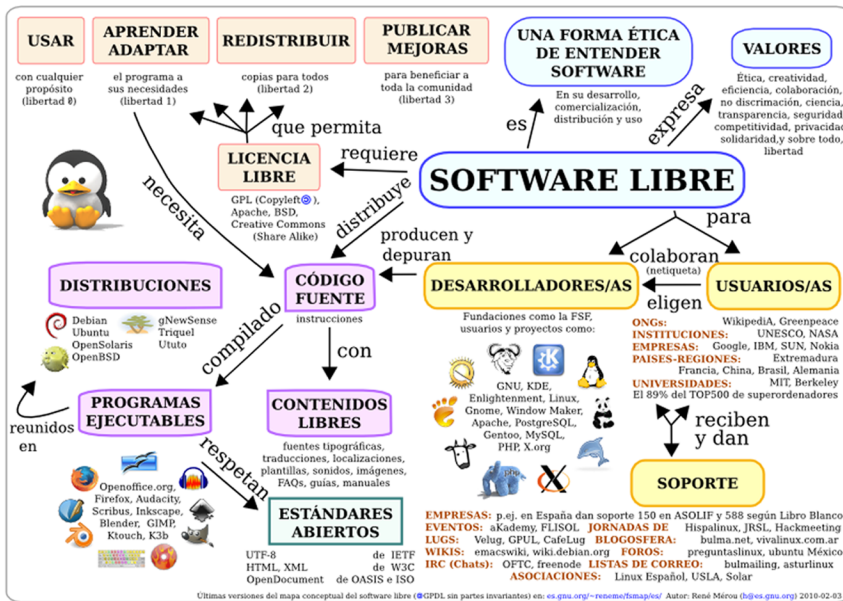 USAR
con cualquier
propósito
(libertad 0)
APRENDER
ADAPTAR
el programa a
sus necesidades
(libertad 1)
REDISTRIBUIR
copias para todos
(libertad 2)
PUBLICAR
MEJORAS
para beneficiar a
toda la comunidad
(libertad 3)
UNA FORMA ÉTICA
DE ENTENDER
SOFTWARE
En su desarrollo,
comercialización,
distribución y uso
VALORES
Ética, creatividad,
eficiencia, colaboración,
no discrimación, ciencia,
transparencia, seguridad
competitividad, privacidad
solidaridad,y sobre todo,
libertad
que permita
es
expresa
LICENCIA
LIBRE
GPL (Copyleft),
Apache, BSD,
Creative Commons
(Share Alike)
requiere
SOFTWARE LIBRE
necesita
distribuye
para
producen y
depuran
colaboran
(netiqueta)
eligen
DISTRIBUCIONES
Debian
Ubuntu
OpenSolaris
OpenBSD
gNewSense
Triquel
Ututo
CÓDIGO
FUENTE
instrucciones
DESARROLLADORES/AS
Fundaciones como la FSF,
usuarios y proyectos como:
GNU, KDE,
Enlightenment, Linux,
Gnome, Window Maker,
Apache, PostgreSQL,
Gentoo, MySQL,
PHP, X.org
php
USUARIOS/AS
ONGs: WikipediA, Greenpeace
INSTITUCIONES: UNESCO, NASA
EMPRESAS: Google, IBM, SUN, Nokia
PAISES-REGIONES: Extremadura
Francia, China, Brasil, Alemania
UNIVERSIDADES: MIT, Berkeley
El 89% del TOP500 de superordenadores
compilado
con
reunidos
en
PROGRAMAS
EJECUTABLES
Openoffice.org,
Firefox, Audacity,
Scribus, Inkscape,
Blender, GIMP,
Ktouch, K3b
respetan
CONTENIDOS
LIBRES
fuentes tipográficas,
traducciones, localizaciones,
plantillas, sonidos, imágenes,
FAQs, guías, manuales
ESTÁNDARES
ABIERTOS
UTF-8 de IETF
HTML, XML de W3C
OpenDocument de OASIS e ISO
reciben
y dan
SOPORTE
EMPRESAS: p.ej. en España dan soporte 150 en ASOLIF y 588 según Libro Blanco
EVENTOS: aKademy, FLISOL JORNADAS DE Hispalinux, JRSL, Hackmeeting
LUGS: Velug, GPUL, CafeLug BLOGOSFERA: bulma.net, vivalinux.com.ar
WIKIS: emacswiki, wiki.debian.org FOROS: preguntaslinux, ubuntu México
IRC (Chats): OFTC, freenode LISTAS DE CORREO: bulmailing, asturlinux
ASOCIACIONES: Linux Español, USLA, Solar
Últimas versiones del mapa conceptual del software libre (GPDL sin partes invariantes) en: es.gnu.org/~reneme/fsmap/es/ Autor: René Mérou (h@es.gnu.org) 2010-02-03